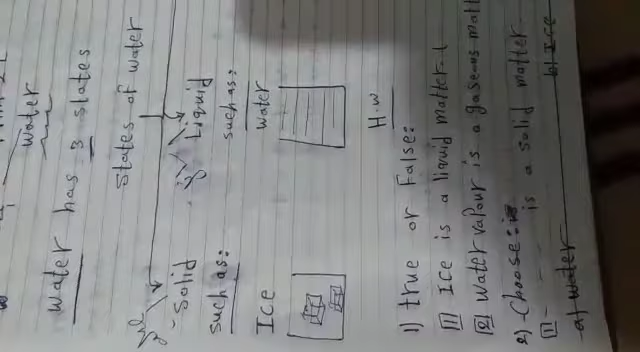 water
Water has 3 states
States of water
Solid Liquid
such as: such as:
Ice water
H.w
1) true or False:
1 Ice is a liquid matter
2 Water vapour is a gaseous mat
2) Choose:
1 - - - is a solid matter
a) water b) Ice